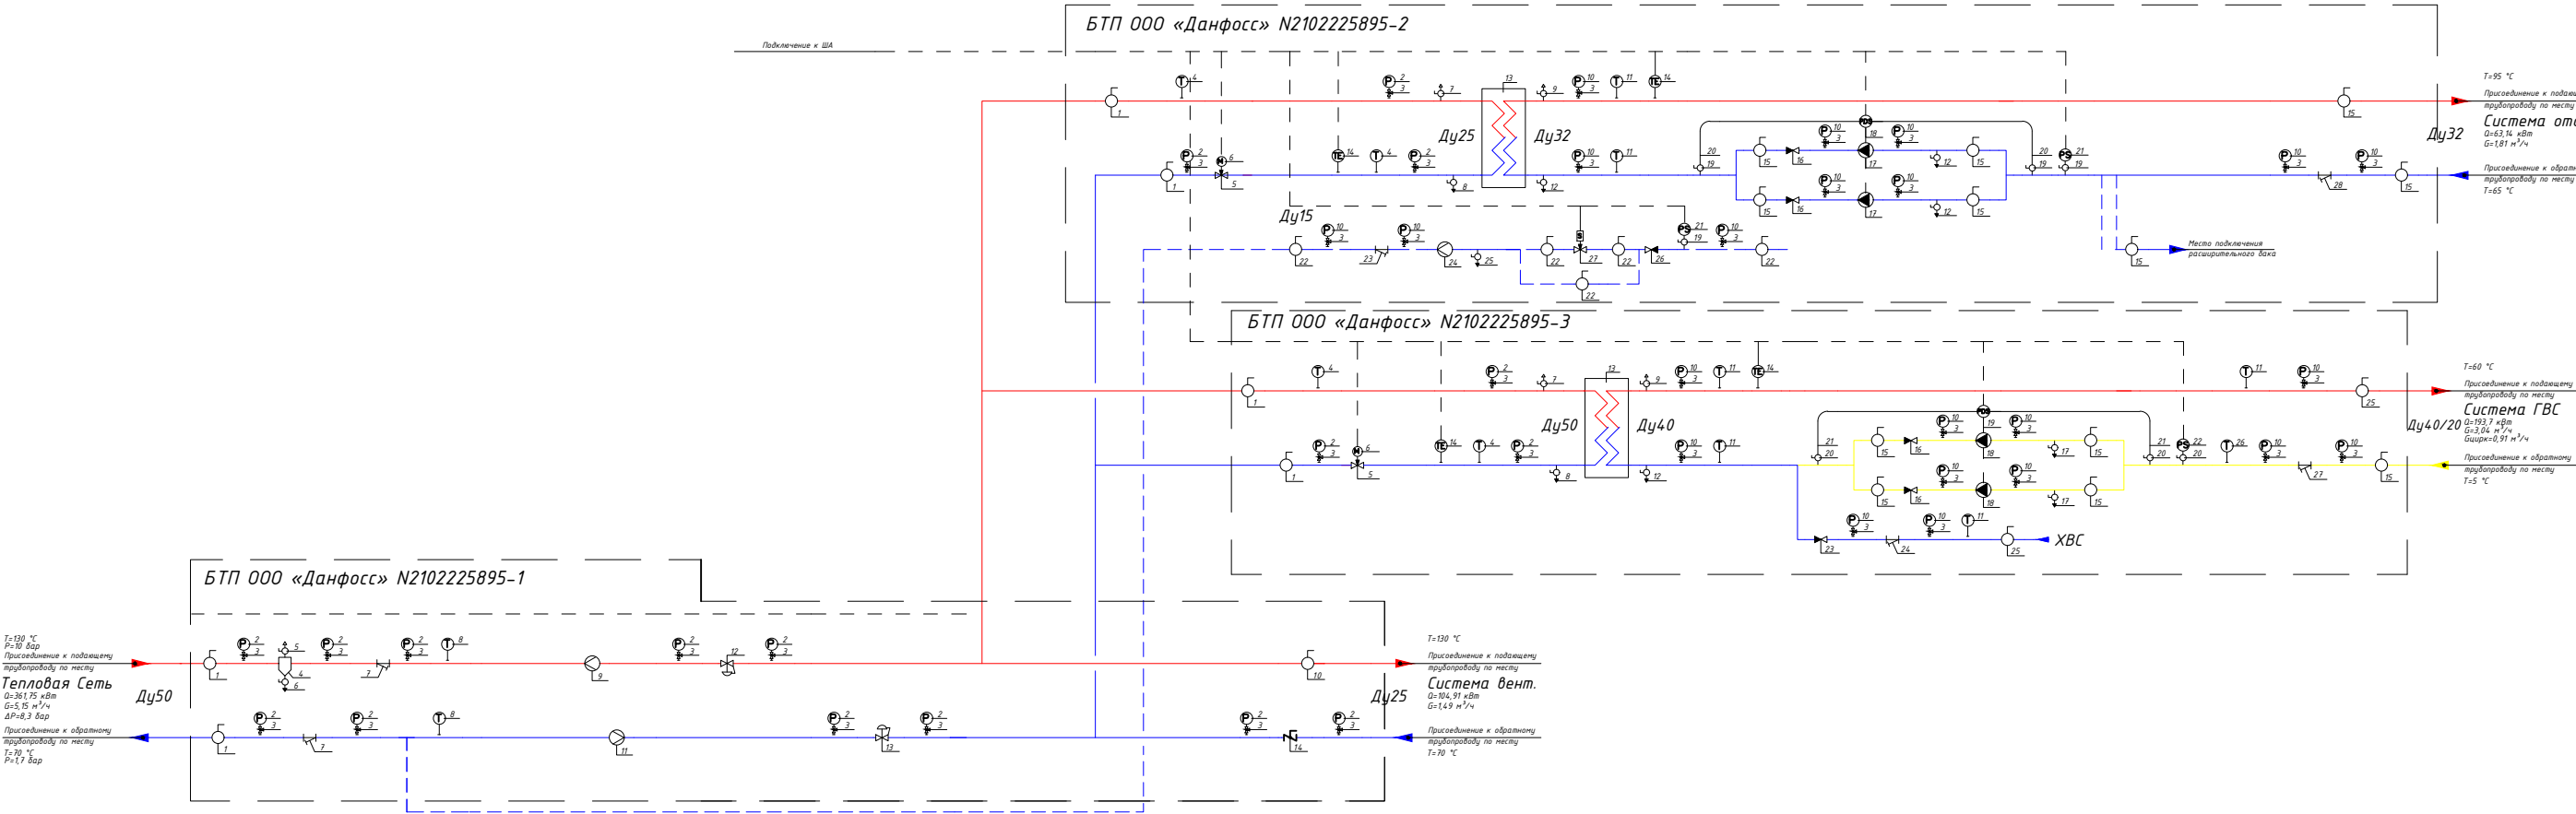 БТП ООО «Данфосс» N2102225895-2
Подключение к ША
Ду25
Ду32
Ду15
T=95 °C
Присоединение к
трубопроводу по месту
Система
Q=63,14 кВт
G=1,81 м³/ч
Ду32
Присоединение к
трубопроводу по месту
T=65 °C
Место подключения
расширительного бака
БТП ООО «Данфосс» N2102225895-3
Ду50
Ду40
T=60 °C
Присоединение к подающему
трубопроводу по месту
Система ГВС
Q=193,7 кВт
G=3,04 м³/ч
Gцирк=0,91 м³/ч
Ду40/20
Присоединение к обратному
трубопроводу по месту
T=5 °C
ХВС
БТП ООО «Данфосс» N2102225895-1
T=130 °C
P=10 бар
Присоединение к подающему
трубопроводу по месту
Тепловая Сеть
Q=361,75 кВт
G=5,15 м³/ч
ΔP=8,3 бар
Ду50
Присоединение к обратному
трубопроводу по месту
T=70 °C
P=1,7 бар
T=130 °C
Присоединение к подающему
трубопроводу по месту
Система вент.
Q=104,91 кВт
G=1,49 м³/ч
Ду25
Присоединение к обратному
трубопроводу по месту
T=70 °C